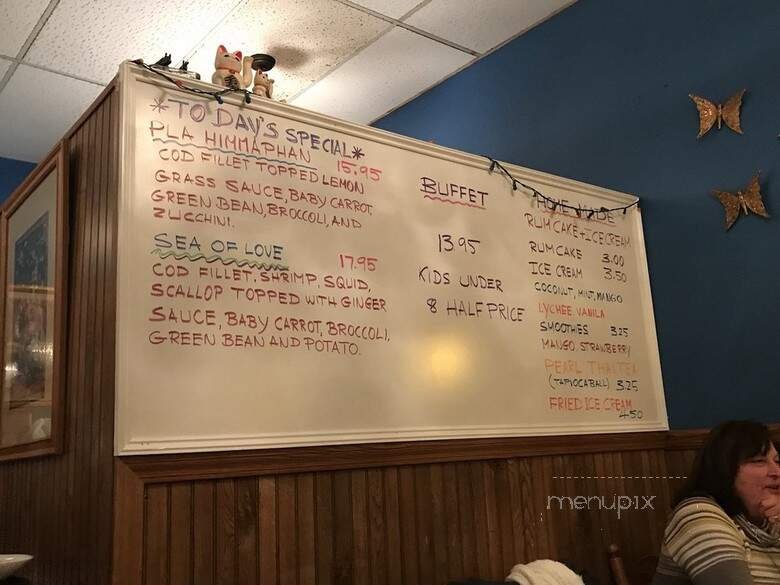 *TODAY'S SPECIAL*
PLA HIMMAPHAN 15.95
COD FILLET TOPPED LEMON
GRASS SAUCE, BABY CARROT,
GREEN BEAN, BROCCOLI, AND
ZUCCHINI.
SEA OF LOVE 17.95
COD FILLET, SHRIMP, SQUID,
SCALLOP TOPPED WITH GINGER
SAUCE, BABY CARROT, BROCCOLI,
GREEN BEAN AND POTATO.
BUFFET
13.95
KIDS UNDER
8 HALF PRICE
HOME MADE
RUM CAKE + ICE CREAM
RUM CAKE 3.00
ICE CREAM 3.50
COCONUT, MINT, MANGO
LYCHEE VANILA
SMOOTHIES 3.25
MANGO, STRAWBERRY
PEARL THAI TEA
(TAPIOCA BALL) 3.25
FRIED ICE CREAM
4.50
menupix